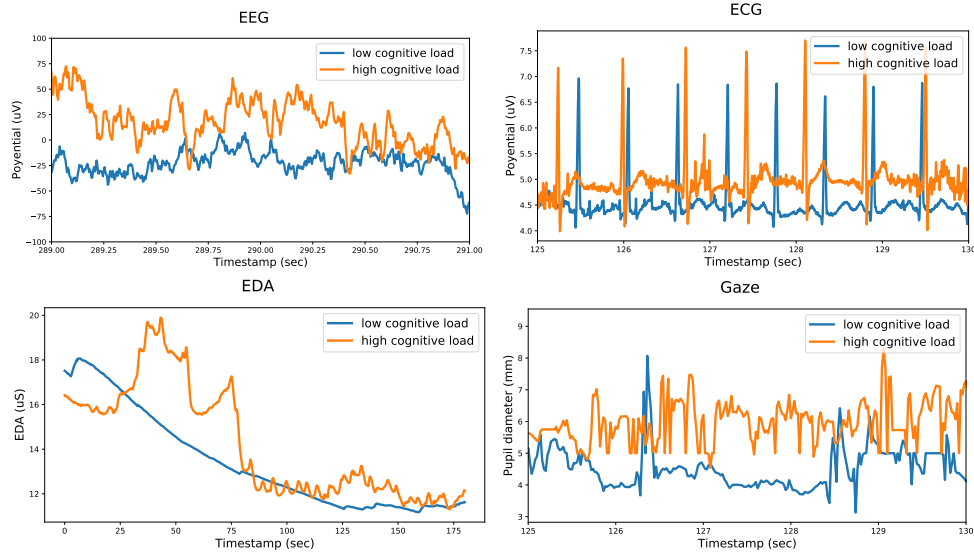 EEG
100
75
50
25
0
−25
−50
−75
−100
Poyential (uV)
low cognitive load
high cognitive load
289.00
289.50
289.75
290.00
290.25
290.50
290.75
291.00
Timestamp (sec)
ECG
7.5
7.0
6.5
6.0
5.5
5.0
4.5
4.0
Poyential (uV)
low cognitive load
high cognitive load
125
126
127
128
129
130
Timestamp (sec)
EDA
20
18
16
14
12
EDA (uS)
low cognitive load
high cognitive load
0
25
50
75
100
125
150
175
Timestamp (sec)
Gaze
9
8
7
6
5
4
3
Pupil diameter (mm)
low cognitive load
high cognitive load
125
126
127
128
129
130
Timestamp (sec)